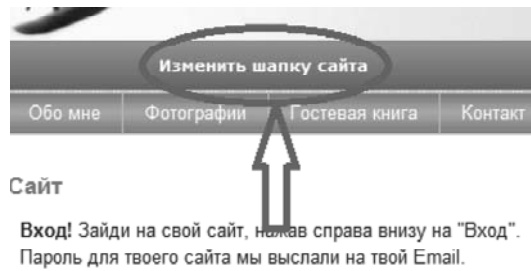 Изменить шапку сайта
Обо мне Фотографии Гостевая книга Контакт
Сайт
Вход! Зайди на свой сайт, нажав справа внизу на "Вход".
Пароль для твоего сайта мы выслали на твой Email.